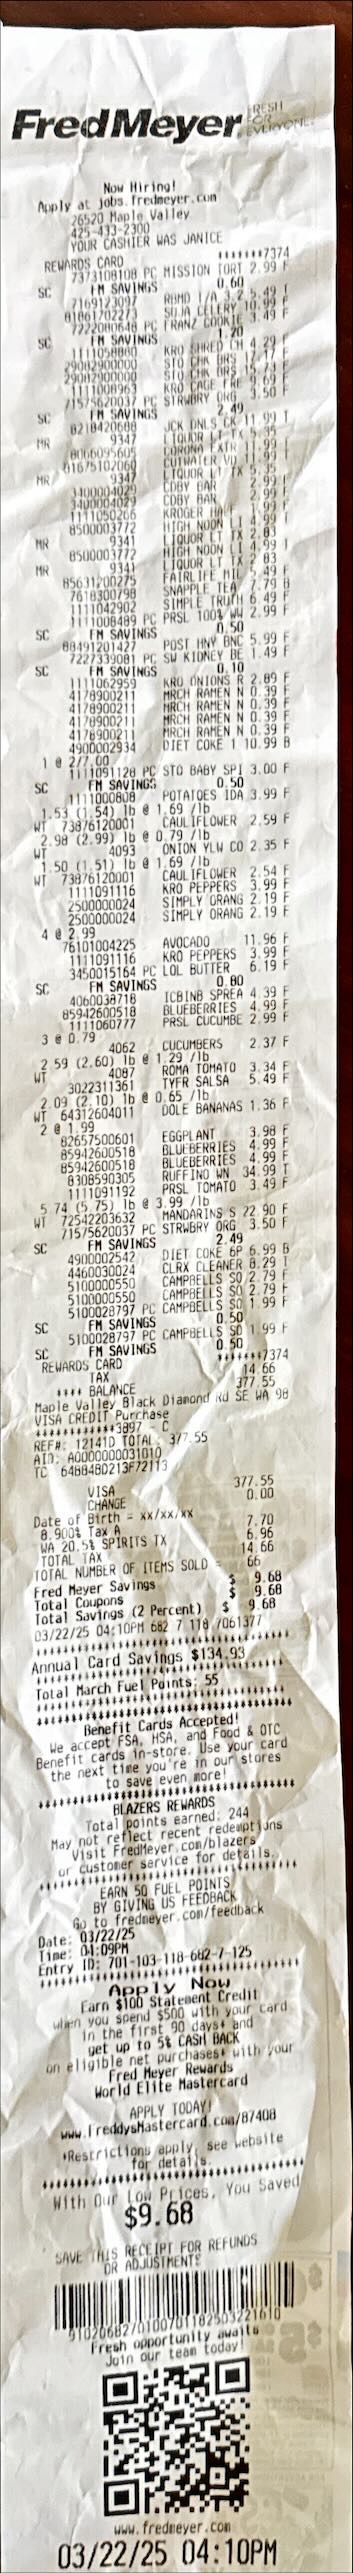 FredMeyer
FRESH
FOR
EVERYONE
Now Hiring!
Apply at jobs.fredmeyer.com
26520 Maple Valley
425-433-2300
YOUR CASHIER WAS JANICE
REWARDS CARD *******7374
7373108108 PC MISSION TORT 2.99 F
SC FM SAVINGS 0.60
7169123097 RBMD 1/A 3.2 5.49 T
81861702273 SUJA CELERY 10.99 F
7222080648 PC FRANZ GOODIE 3.49 F
SC FM SAVINGS 1.20
1111058880 KRO SHRED CH 4.29 F
29082900000 STO CHK DRS 17.17 F
29082900000 STO CHK DRS
1111008963 KRO CAGE FRE
71575620037 PC STRWBRY ORG 3.50 F
SC FM SAVINGS 2.49
8218420688 JCK DNLS CK 11.99 T
MR 9347 LIQUOR LT TX 5.35
8066095605 CORONA EXTR
81675102060 CUTWATER
MR 9347 LIQUOR LT TX 5.35
3400004029 CDBY BAR 2.99 F
3400004029 CDBY BAR 2.99 F
1111050266 KROGER
8500003772 HIGH NOON LI 4.99 T
MR 9341 LIQUOR LT TX 2.83
8500003772 HIGH NOON LI 4.99 T
MR 9341 LIQUOR LT TX 2.83
85631200275 FAIRLIFE MIL 5.49 F
7618300798 SNAPPLE TEA 2.79 B
1111042902 SIMPLE TRUTH 6.49 F
1111008489 PC PRSL 100% WW 2.99 F
SC FM SAVINGS 0.50
88491201427 POST HNY BNC 5.99 F
7227339081 PC SW KIDNEY BE 1.49 F
SC FM SAVINGS 0.10
1111062959 KRO ONIONS R 2.89 F
4178900211 MRCH RAMEN N 0.39 F
4178900211 MRCH RAMEN N 0.39 F
4178900211 MRCH RAMEN N 0.39 F
4178900211 MRCH RAMEN N 0.39 F
4900002934 DIET COKE 1 10.99 B
1 @ 2/7.00
1111091128 PC STO BABY SPI 3.00 F
SC FM SAVINGS 0.50
1111000808 POTATOES IDA 3.99 F
1.53 (1.54) lb @ 1.69 /lb
WT 73876120001 CAULIFLOWER 2.59 F
2.98 (2.99) lb @ 0.79 /lb
WT 4093 ONION YLW CO 2.35 F
1.50 (1.51) lb @ 1.69 /lb
WT 73876120001 CAULIFLOWER 2.54 F
1111091116 KRO PEPPERS 3.99 F
2500000024 SIMPLY ORANG 2.19 F
2500000024 SIMPLY ORANG 2.19 F
4 @ 2.99
76101004225 AVOCADO 11.96 F
1111091116 KRO PEPPERS 3.99 F
3450015164 PC LOL BUTTER 6.19 F
SC FM SAVINGS 0.80
4060038718 ICBINB SPREA 4.39 F
85942600518 BLUEBERRIES 4.99 F
1111060777 PRSL CUCUMBE 2.99 F
3 @ 0.79
4062 CUCUMBERS 2.37 F
2.59 (2.60) lb @ 1.29 /lb
WT 4087 ROMA TOMATO 3.34 F
3022311361 TYFR SALSA 5.49 F
2.09 (2.10) lb @ 0.65 /lb
WT 64312604011 DOLE BANANAS 1.36 F
2 @ 1.99
82657500601 EGGPLANT 3.98 F
85942600518 BLUEBERRIES 4.99 F
85942600518 BLUEBERRIES 4.99 F
8308590305 RUFFINO WN 34.99 T
1111091192 PRSL TOMATO 3.49 F
5.74 (5.75) lb @ 3.99 /lb
WT 72542203632 MANDARINS S 22.90 F
71575620037 PC STRWBRY ORG 3.50 F
SC FM SAVINGS 2.49
4900002542 DIET COKE 6P 6.99 B
4460030024 CLRX CLEANER 8.29 T
5100000550 CAMPBELLS SO 2.79 F
5100000550 CAMPBELLS SO 2.79 F
5100028797 PC CAMPBELLS SO 1.99 F
SC FM SAVINGS 0.50
5100028797 PC CAMPBELLS SO 1.99 F
SC FM SAVINGS 0.50
REWARDS CARD *******7374
TAX 14.66
**** BALANCE 377.55
Maple Valley Black Diamond Rd SE WA 98
VISA CREDIT Purchase
************3897 - C
REF#: 12141D TOTAL: 377.55
AID: A0000000031010
TC: 6488480213F72113
VISA 377.55
CHANGE 0.00
Date of Birth = xx/xx/xx
8.900% Tax A 7.70
WA 20.5% SPIRITS TX 6.96
TOTAL TAX 14.66
TOTAL NUMBER OF ITEMS SOLD = 66
Fred Meyer Savings $ 9.68
Total Coupons $ 9.68
Total Savings (2 Percent) $ 9.68
03/22/25 04:10PM 682 7 118 7061377
Annual Card Savings $134.93
Total March Fuel Points: 55
Benefit Cards Accepted!
We accept FSA, HSA, and Food & OTC
Benefit cards in-store. Use your card
the next time you're in our stores
to save even more!
BLAZERS REWARDS
Total points earned: 244
May not reflect recent redemptions
Visit FredMeyer.com/blazers
or customer service for details.
EARN 50 FUEL POINTS
BY GIVING US FEEDBACK
Go to fredmeyer.com/feedback
Date: 03/22/25
Time: 04:09PM
Entry ID: 701-103-118-682-7-125
Apply Now
Earn $100 Statement Credit
when you spend $500 with your card
in the first 90 days* and
get up to 5% CASH BACK
on eligible net purchases* with your
Fred Meyer Rewards
World Elite Mastercard
APPLY TODAY!
www.FreddysMastercard.com/87408
*Restrictions apply, see website
for details.
With Our Low Prices, You Saved
$9.68
SAVE THIS RECEIPT FOR REFUNDS
OR ADJUSTMENTS
Fresh opportunity awaits
Join our team today!
www.fredmeyer.com
03/22/25 04:10PM